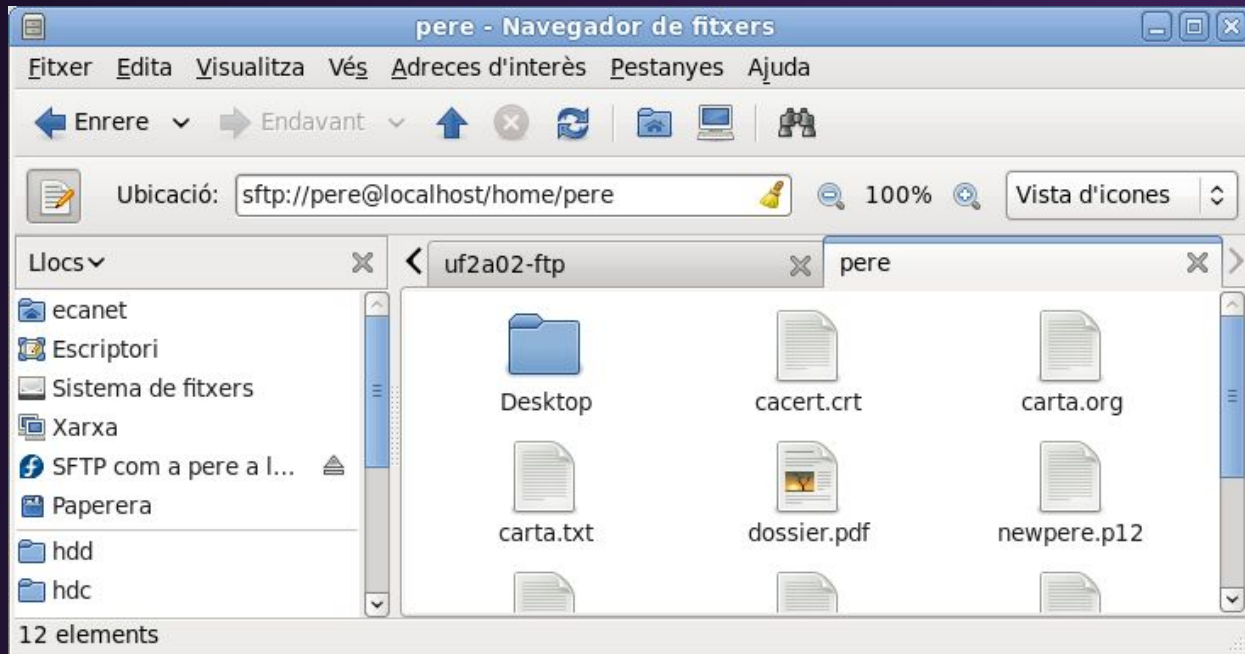 pere - Navegador de fitxers
Fitxer Edita Visualitza Vés Adreces d'interès Pestanyes Ajuda
Enrere Endavant
Ubicació: sftp://pere@localhost/home/pere 100% Vista d'icones
Llocs uf2a02-ftp pere
ecanet
Escriptori
Sistema de fitxers
Xarxa
SFTP com a pere a l...
Paperera
hdd
hdc
Desktop cacert.crt carta.org
carta.txt dossier.pdf newpere.p12
12 elements